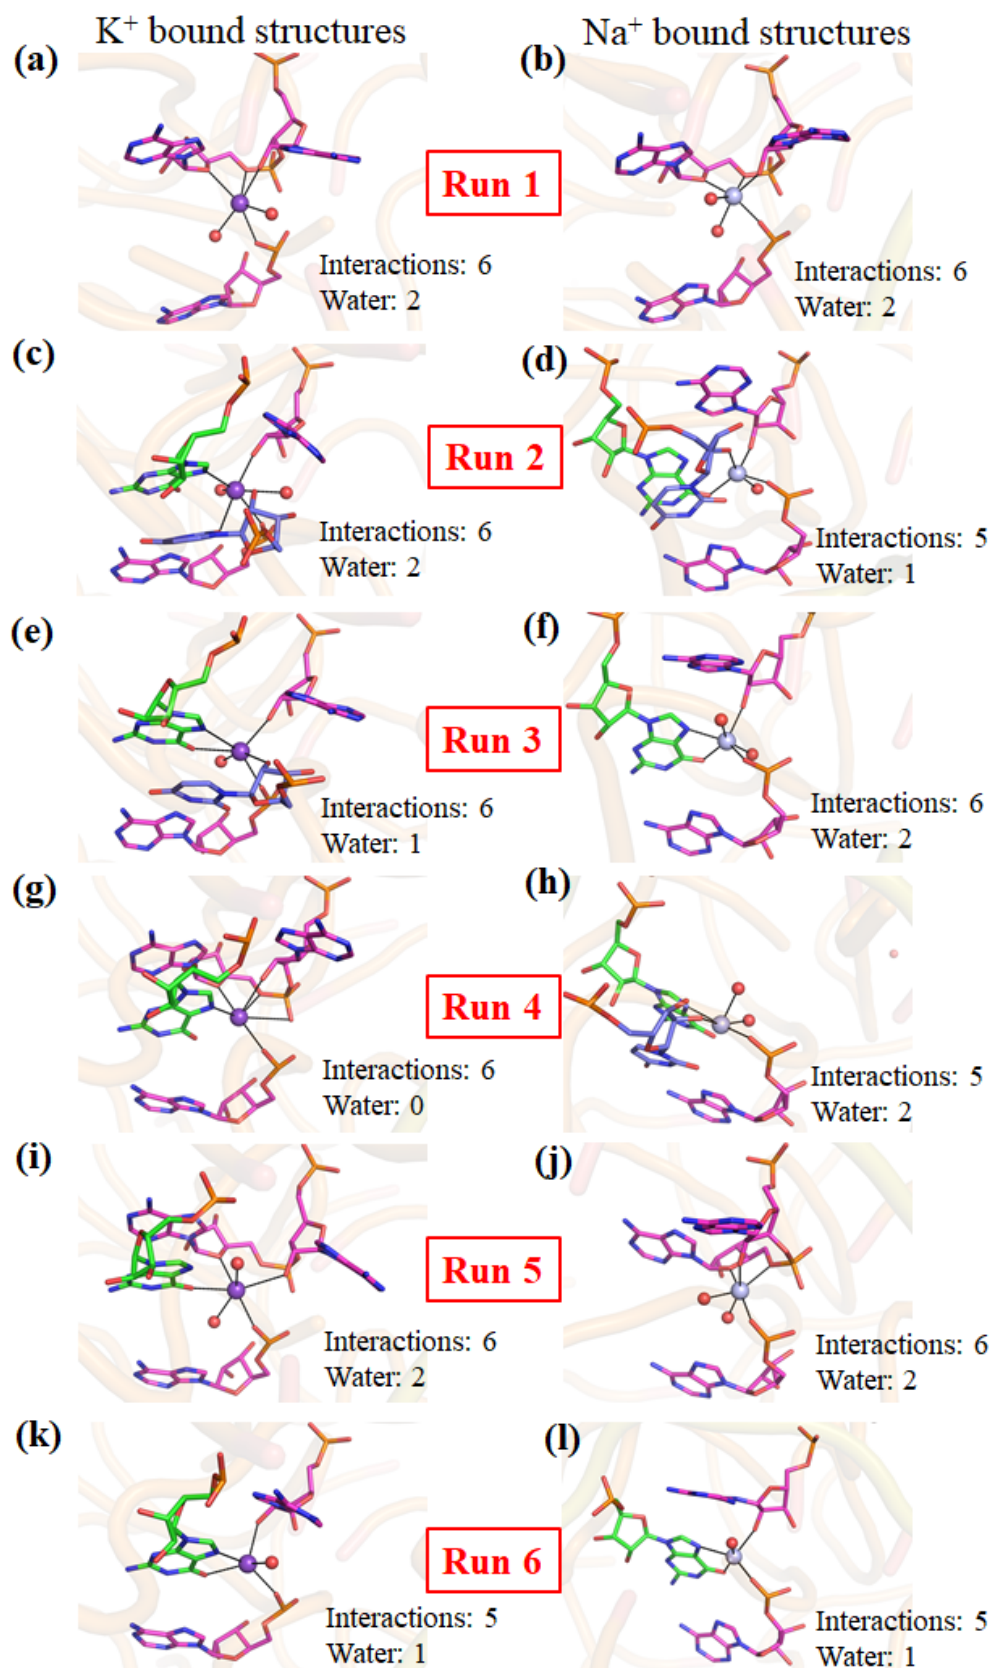 K⁺ bound structures
Na⁺ bound structures
(a)
(b)
Run 1
Interactions: 6
Water: 2
Interactions: 6
Water: 2
(c)
(d)
Run 2
Interactions: 6
Water: 2
Interactions: 5
Water: 1
(e)
(f)
Run 3
Interactions: 6
Water: 1
Interactions: 6
Water: 2
(g)
(h)
Run 4
Interactions: 6
Water: 0
Interactions: 5
Water: 2
(i)
(j)
Run 5
Interactions: 6
Water: 2
Interactions: 6
Water: 2
(k)
(l)
Run 6
Interactions: 5
Water: 1
Interactions: 5
Water: 1